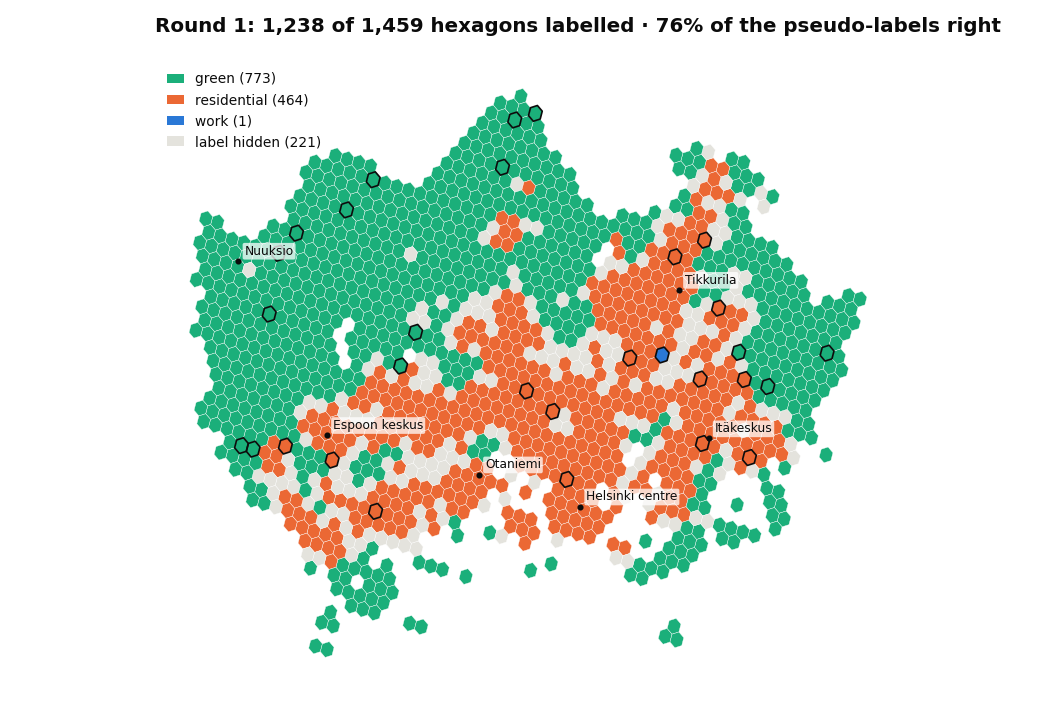 Round 1: 1,238 of 1,459 hexagons labelled · 76% of the pseudo-labels right
green (773)
residential (464)
work (1)
label hidden (221)
Nuuksio
Tikkurila
Espoon keskus
Itäkeskus
Otaniemi
Helsinki centre